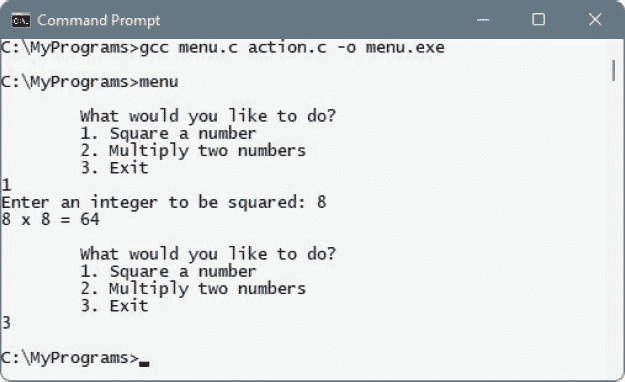 Command Prompt
C:\MyPrograms>gcc menu.c action.c -o menu.exe
C:\MyPrograms>menu
What would you like to do?
1. Square a number
2. Multiply two numbers
3. Exit
1
Enter an integer to be squared: 8
8 x 8 = 64
What would you like to do?
1. Square a number
2. Multiply two numbers
3. Exit
3
C:\MyPrograms>_